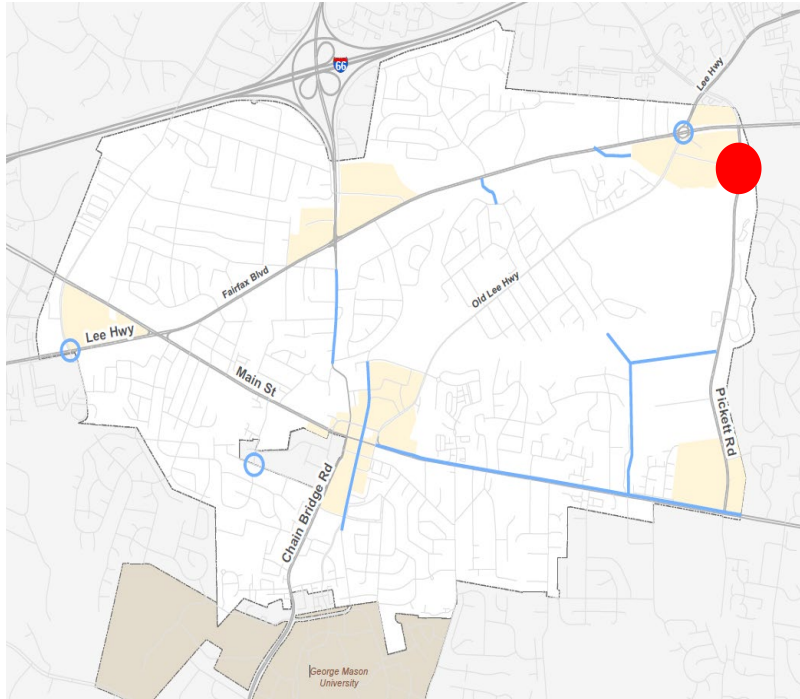 66
Lee Hwy
Fairfax Blvd
Old Lee Hwy
Lee Hwy
Main St
Pickett Rd
Chain Bridge Rd
George Mason
University